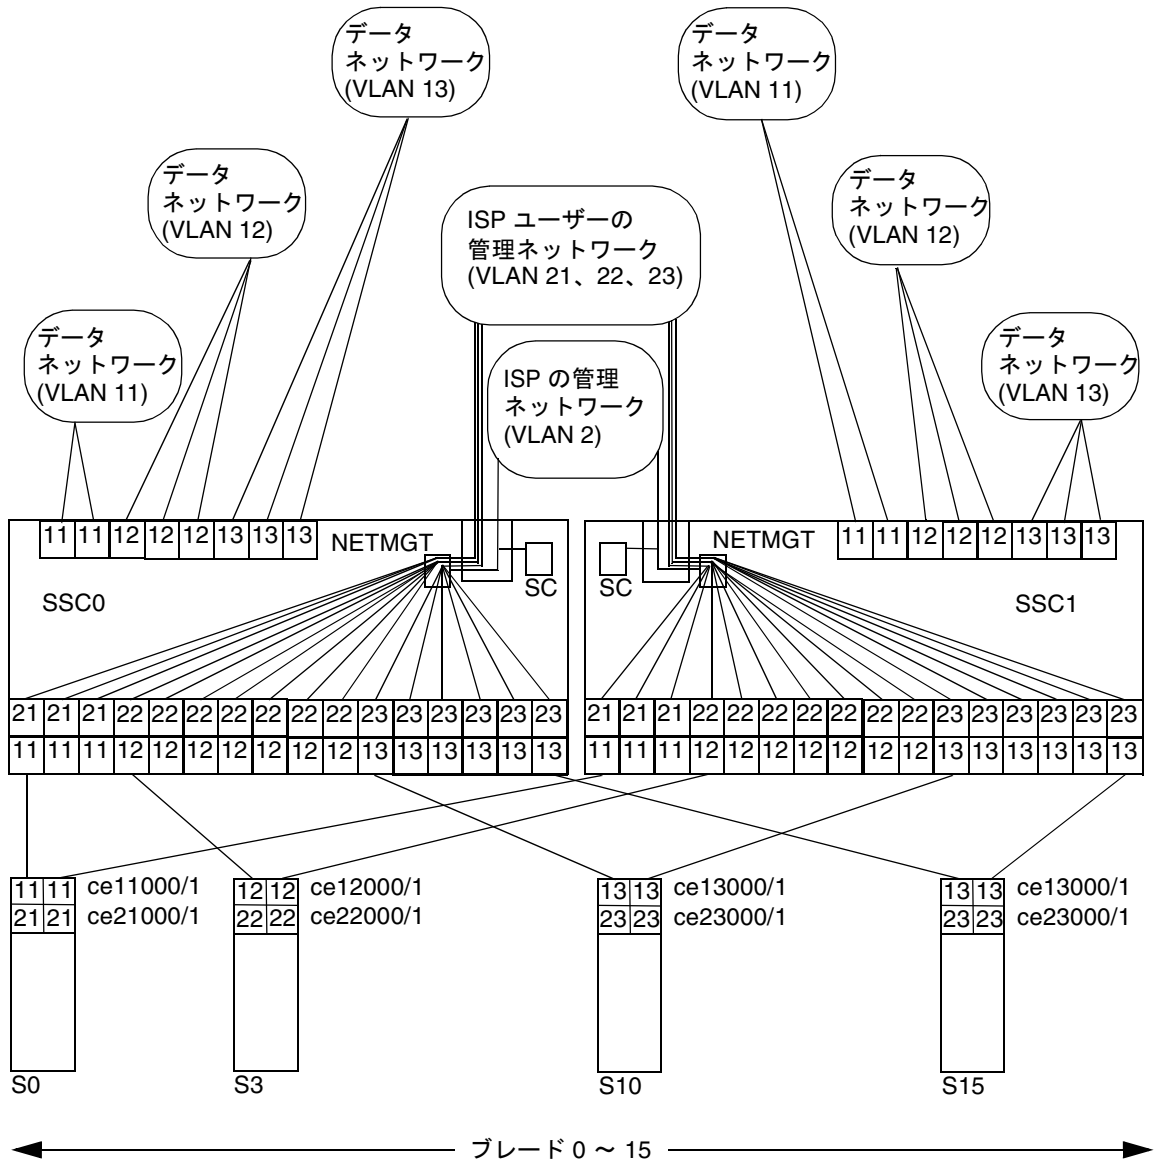 データ
ネットワーク
(VLAN 13)
データ
ネットワーク
(VLAN 11)
データ
ネットワーク
(VLAN 12)
データ
ネットワーク
(VLAN 12)
ISP ユーザーの
管理ネットワーク
(VLAN 21、22、23)
データ
ネットワーク
(VLAN 11)
データ
ネットワーク
(VLAN 13)
ISP の管理
ネットワーク
(VLAN 2)
11 11 12 12 12 13 13 13
NETMGT
SC
SSC0
SC
NETMGT
11 11 12 12 12 13 13 13
SSC1
21 21 21 22 22 22 22 22 22 22 23 23 23 23 23 23
11 11 11 12 12 12 12 12 12 12 13 13 13 13 13 13
21 21 21 22 22 22 22 22 22 22 23 23 23 23 23 23
11 11 11 12 12 12 12 12 12 12 13 13 13 13 13 13
11 11 ce11000/1
21 21 ce21000/1
S0
12 12 ce12000/1
22 22 ce22000/1
S3
13 13 ce13000/1
23 23 ce23000/1
S10
13 13 ce13000/1
23 23 ce23000/1
S15
ブレード 0 ～ 15